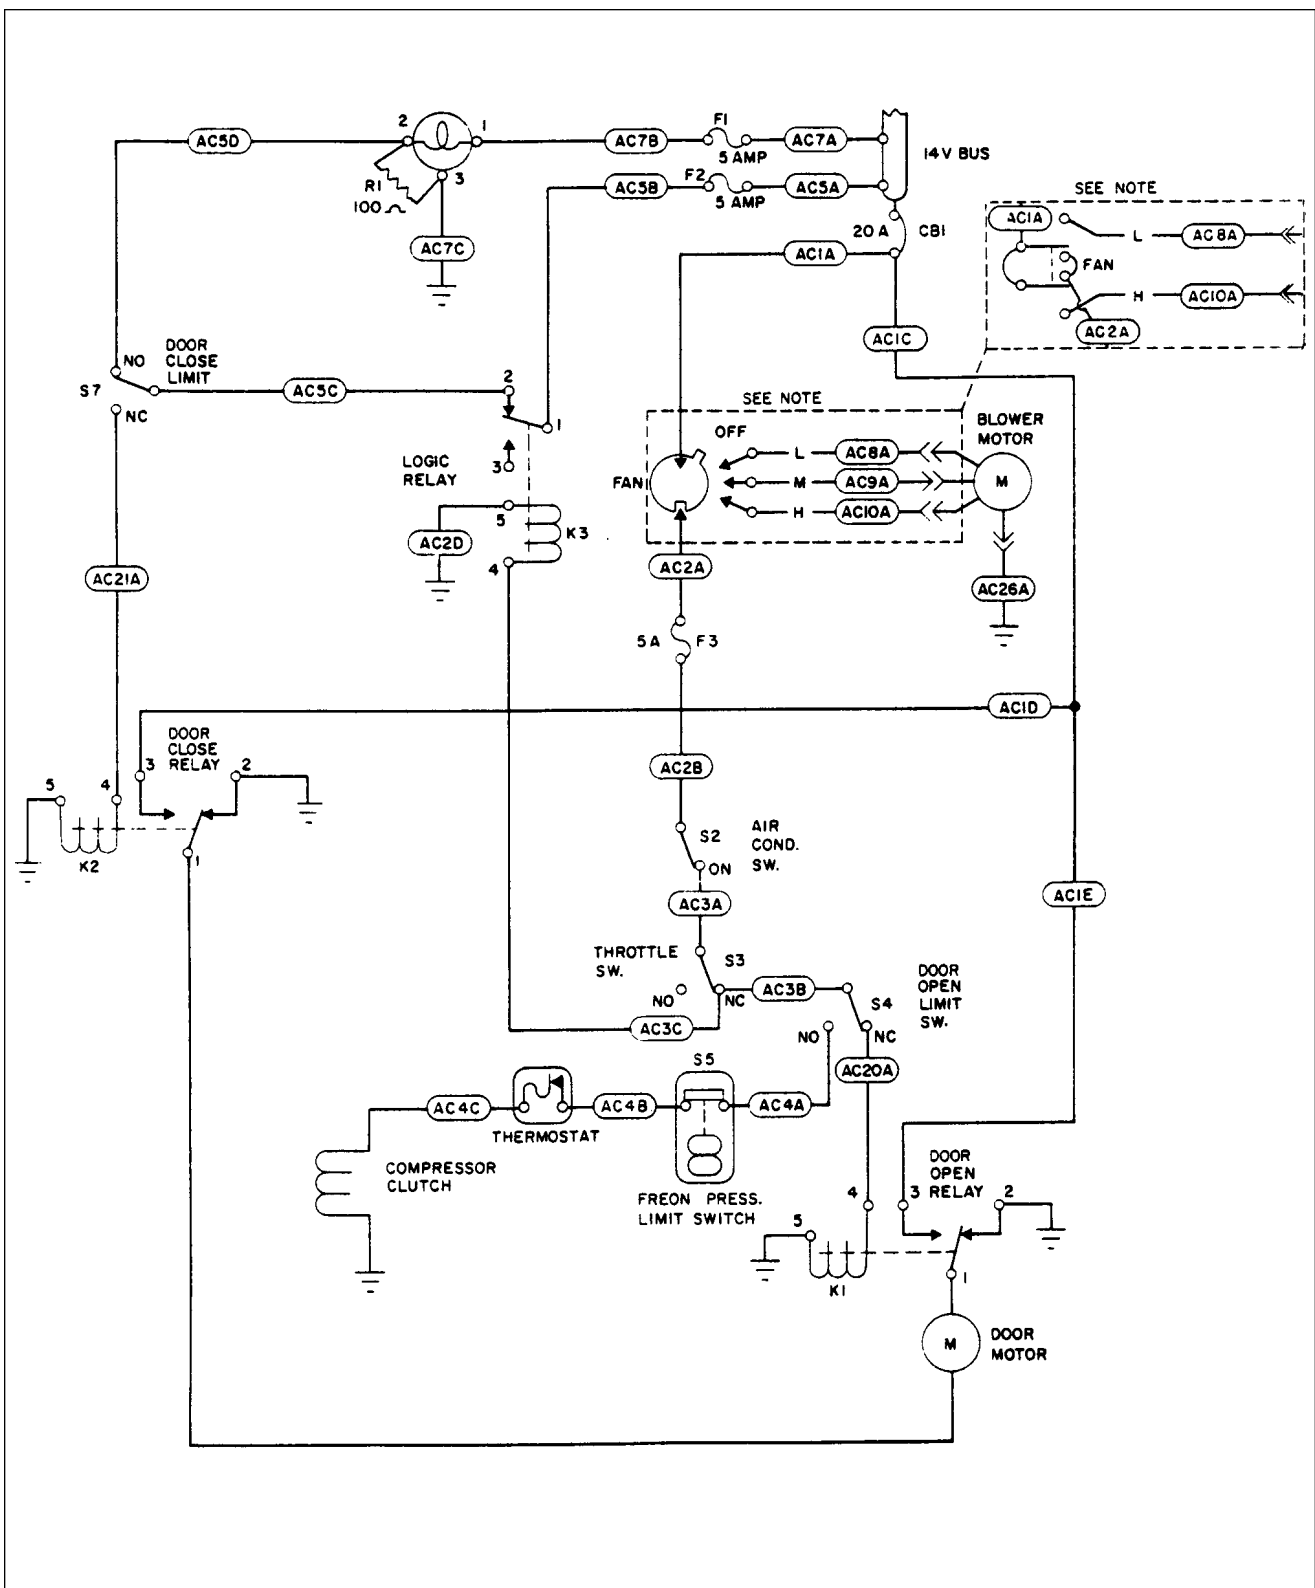 AC5D
2
1
AC7B
F1
5 AMP
AC7A
14V BUS
R1
100
3
AC5B
F2
5 AMP
AC5A
AC7C
AC1A
20 A
CB1
AC1C
SEE NOTE
AC1A
L
AC8A
FAN
H
AC10A
AC2A
NO
DOOR
CLOSE
LIMIT
S7
NC
AC5C
2
1
3
LOGIC
RELAY
5
K3
AC2D
4
SEE NOTE
OFF
FAN
L
AC8A
M
AC9A
H
AC10A
BLOWER
MOTOR
M
AC26A
AC2A
5A
F3
AC21A
AC1D
DOOR
CLOSE
RELAY
3
2
5
4
K2
1
AC2B
S2
AIR
COND.
SW.
ON
AC3A
AC1E
THROTTLE
SW.
S3
NO
NC
AC3B
AC3C
S4
DOOR
OPEN
LIMIT
SW.
NO
NC
AC20A
S5
AC4C
AC4B
AC4A
THERMOSTAT
COMPRESSOR
CLUTCH
FREON PRESS.
LIMIT SWITCH
DOOR
OPEN
RELAY
4
3
2
5
K1
1
M
DOOR
MOTOR